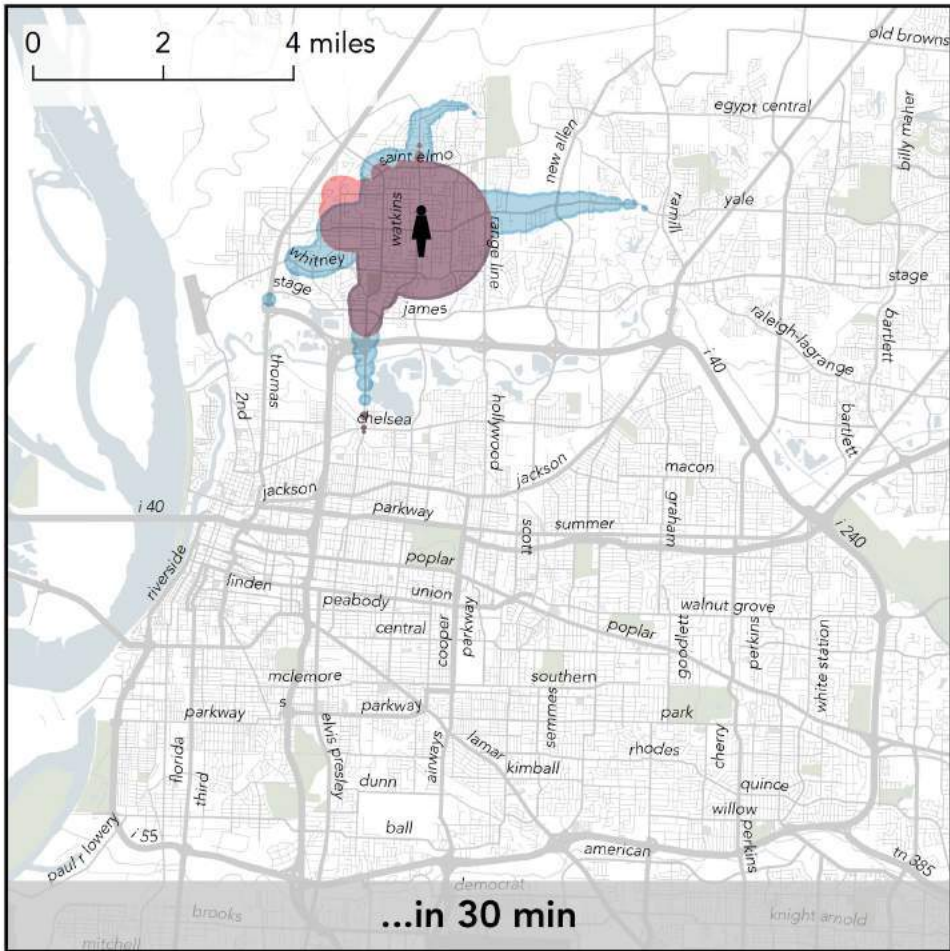 0 2 4 miles
old browns
egypt central
billy maher
new allen
saint elmo
watkins
ramill
yale
range line
whitney
stage
stage
james
raleigh-lagrange
bartlett
thomas
i 40
2nd
hollywood
chelsea
bartlett
jackson
macon
jackson
graham
i 40
parkway
scott
summer
i 240
riverside
poplar
linden
union
peabody
walnut grove
central
cooper
parkway
poplar
goodlett
perkins
white station
mclemore
southern
s
parkway
parkway
semmes
park
florida
third
elvis presley
airways
lamar
rhodes
cherry
kimball
dunn
quince
willow
ball
perkins
paul r lowery
i 55
american
tn 385
democrat
...in 30 min
brooks
knight arnold
mitchell